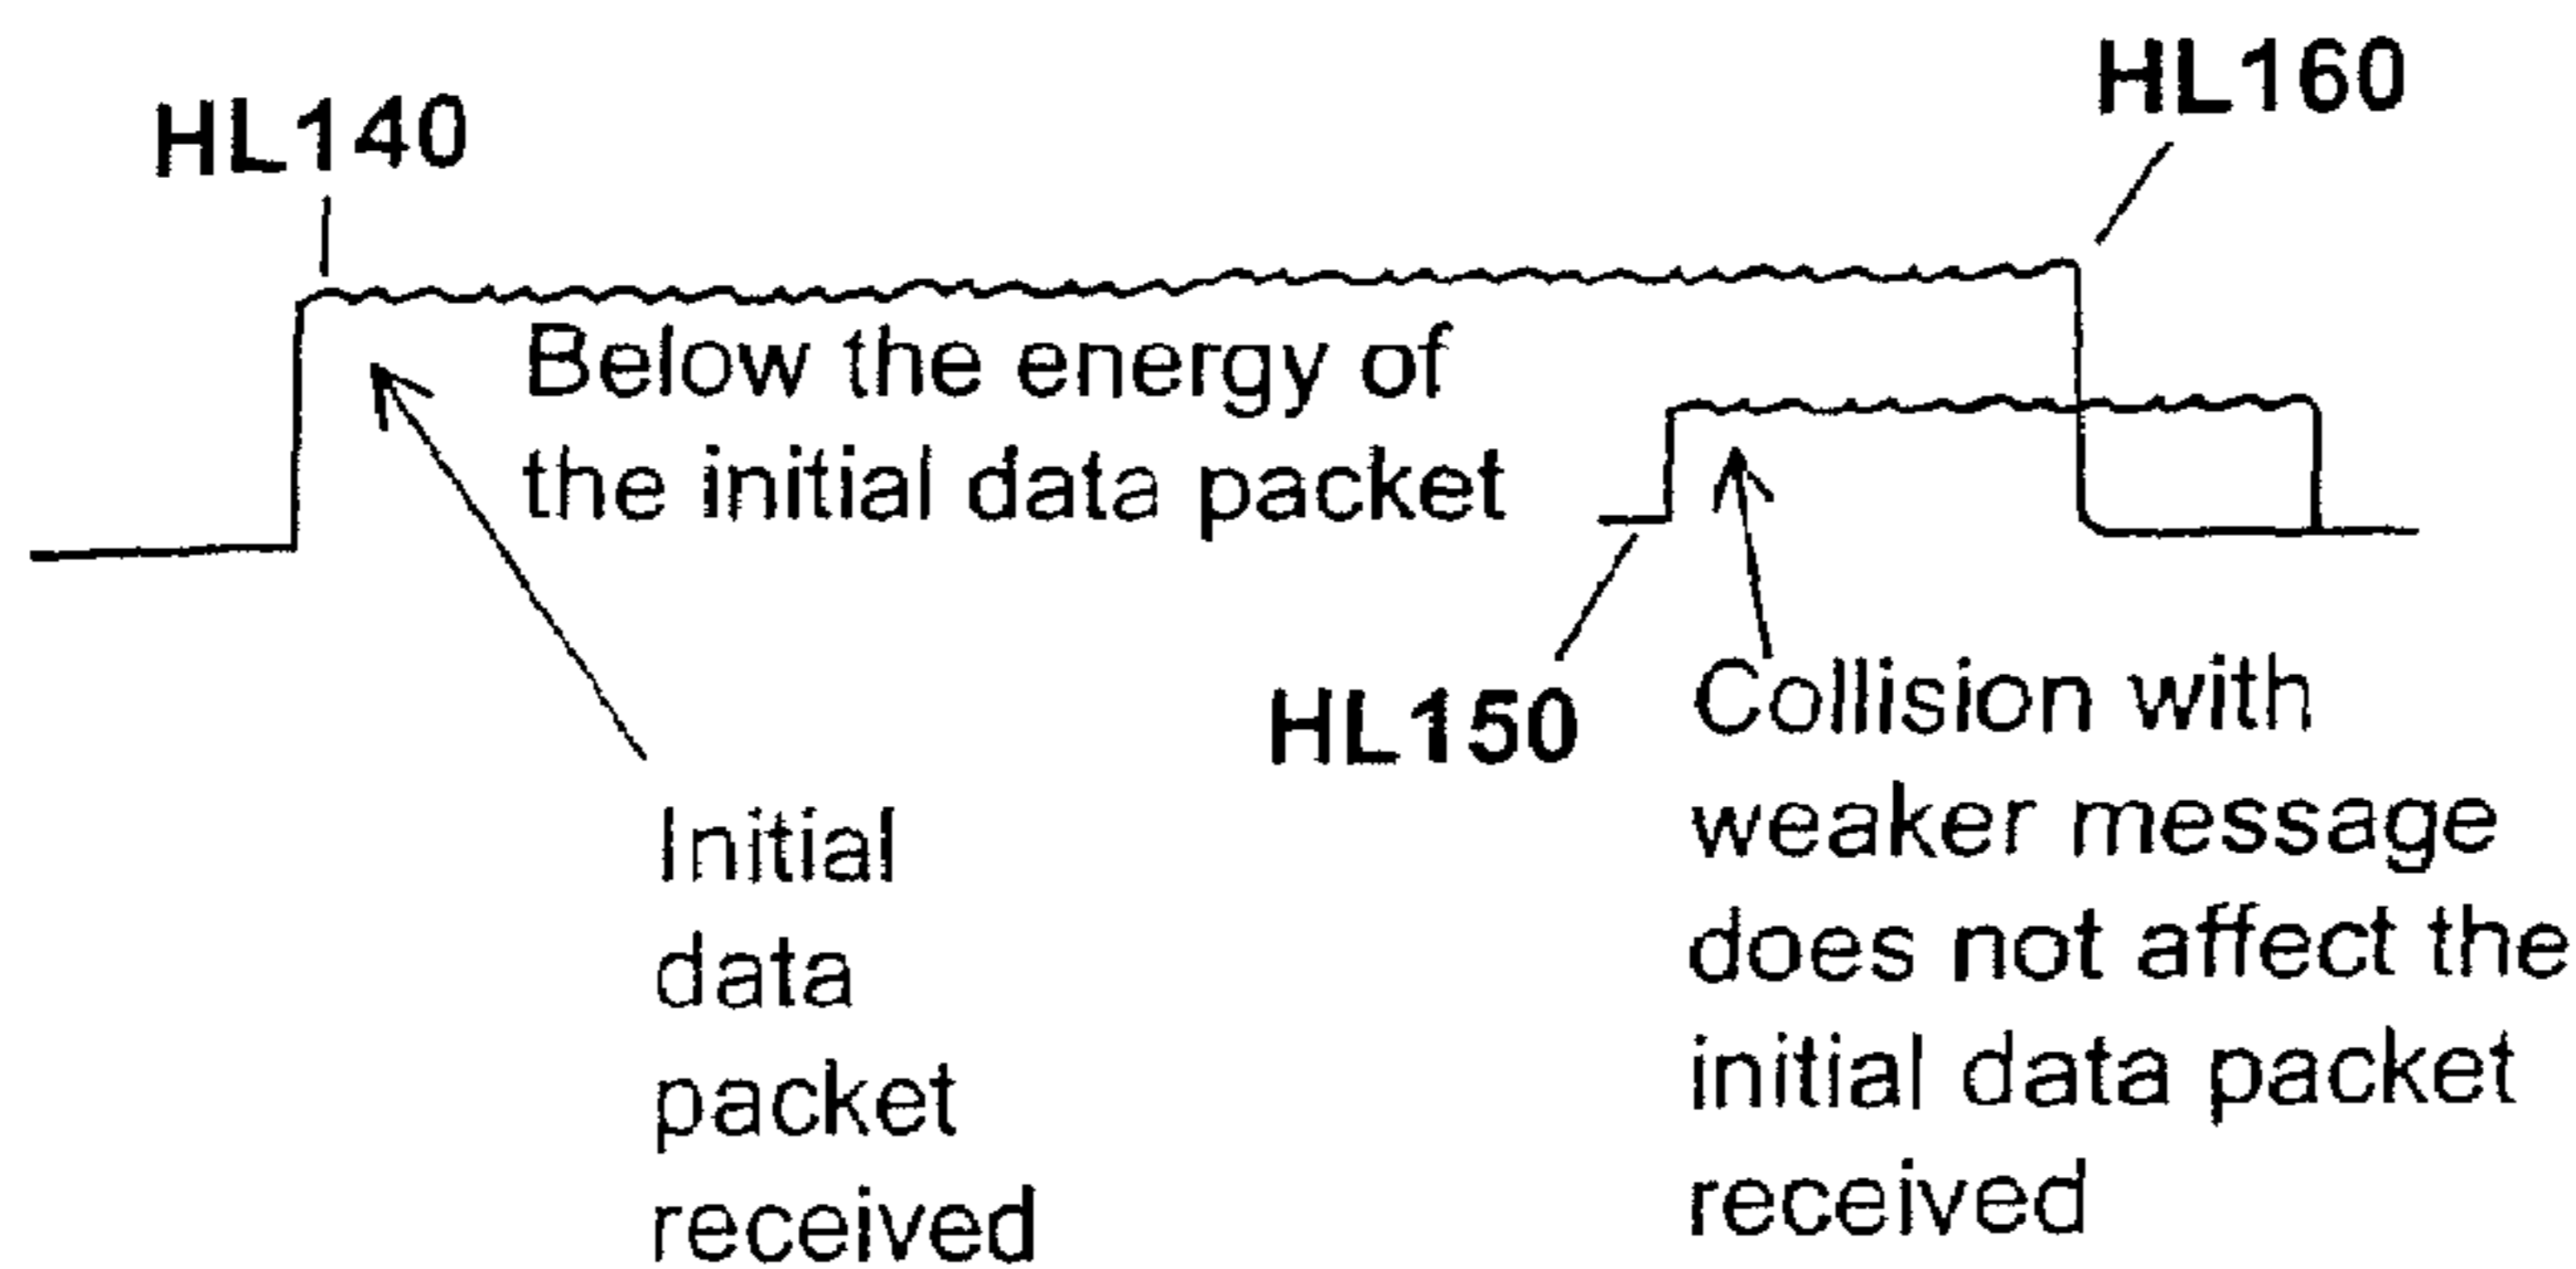 HL140
HL160
Below the energy of
the initial data packet
HL150
Initial
data
packet
received
Collision with
weaker message
does not affect the
initial data packet
received